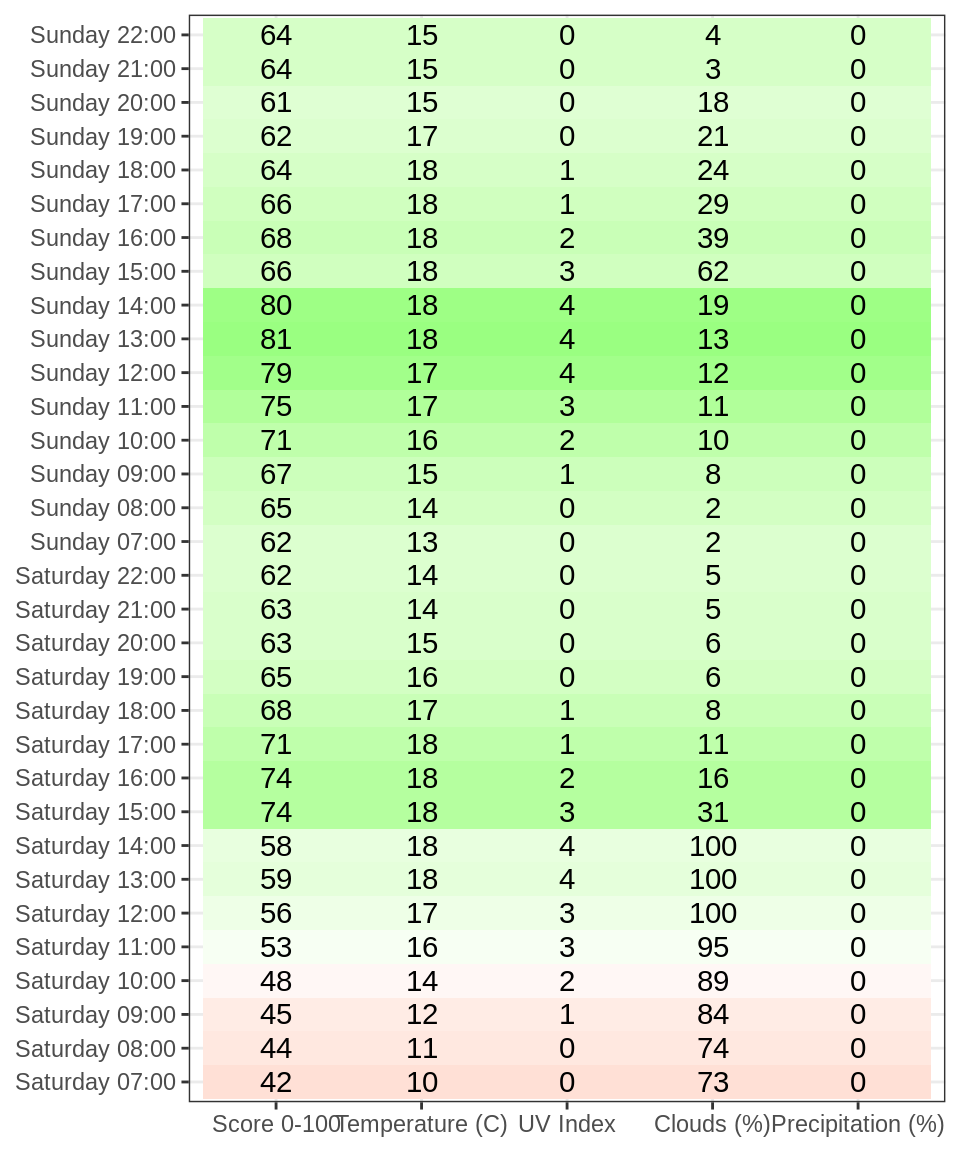 Sunday 22:00 64 15 0 4 0
Sunday 21:00 64 15 0 3 0
Sunday 20:00 61 15 0 18 0
Sunday 19:00 62 17 0 21 0
Sunday 18:00 64 18 1 24 0
Sunday 17:00 66 18 1 29 0
Sunday 16:00 68 18 2 39 0
Sunday 15:00 66 18 3 62 0
Sunday 14:00 80 18 4 19 0
Sunday 13:00 81 18 4 13 0
Sunday 12:00 79 17 4 12 0
Sunday 11:00 75 17 3 11 0
Sunday 10:00 71 16 2 10 0
Sunday 09:00 67 15 1 8 0
Sunday 08:00 65 14 0 2 0
Sunday 07:00 62 13 0 2 0
Saturday 22:00 62 14 0 5 0
Saturday 21:00 63 14 0 5 0
Saturday 20:00 63 15 0 6 0
Saturday 19:00 65 16 0 6 0
Saturday 18:00 68 17 1 8 0
Saturday 17:00 71 18 1 11 0
Saturday 16:00 74 18 2 16 0
Saturday 15:00 74 18 3 31 0
Saturday 14:00 58 18 4 100 0
Saturday 13:00 59 18 4 100 0
Saturday 12:00 56 17 3 100 0
Saturday 11:00 53 16 3 95 0
Saturday 10:00 48 14 2 89 0
Saturday 09:00 45 12 1 84 0
Saturday 08:00 44 11 0 74 0
Saturday 07:00 42 10 0 73 0
Score 0-100 Temperature (C) UV Index Clouds (%) Precipitation (%)